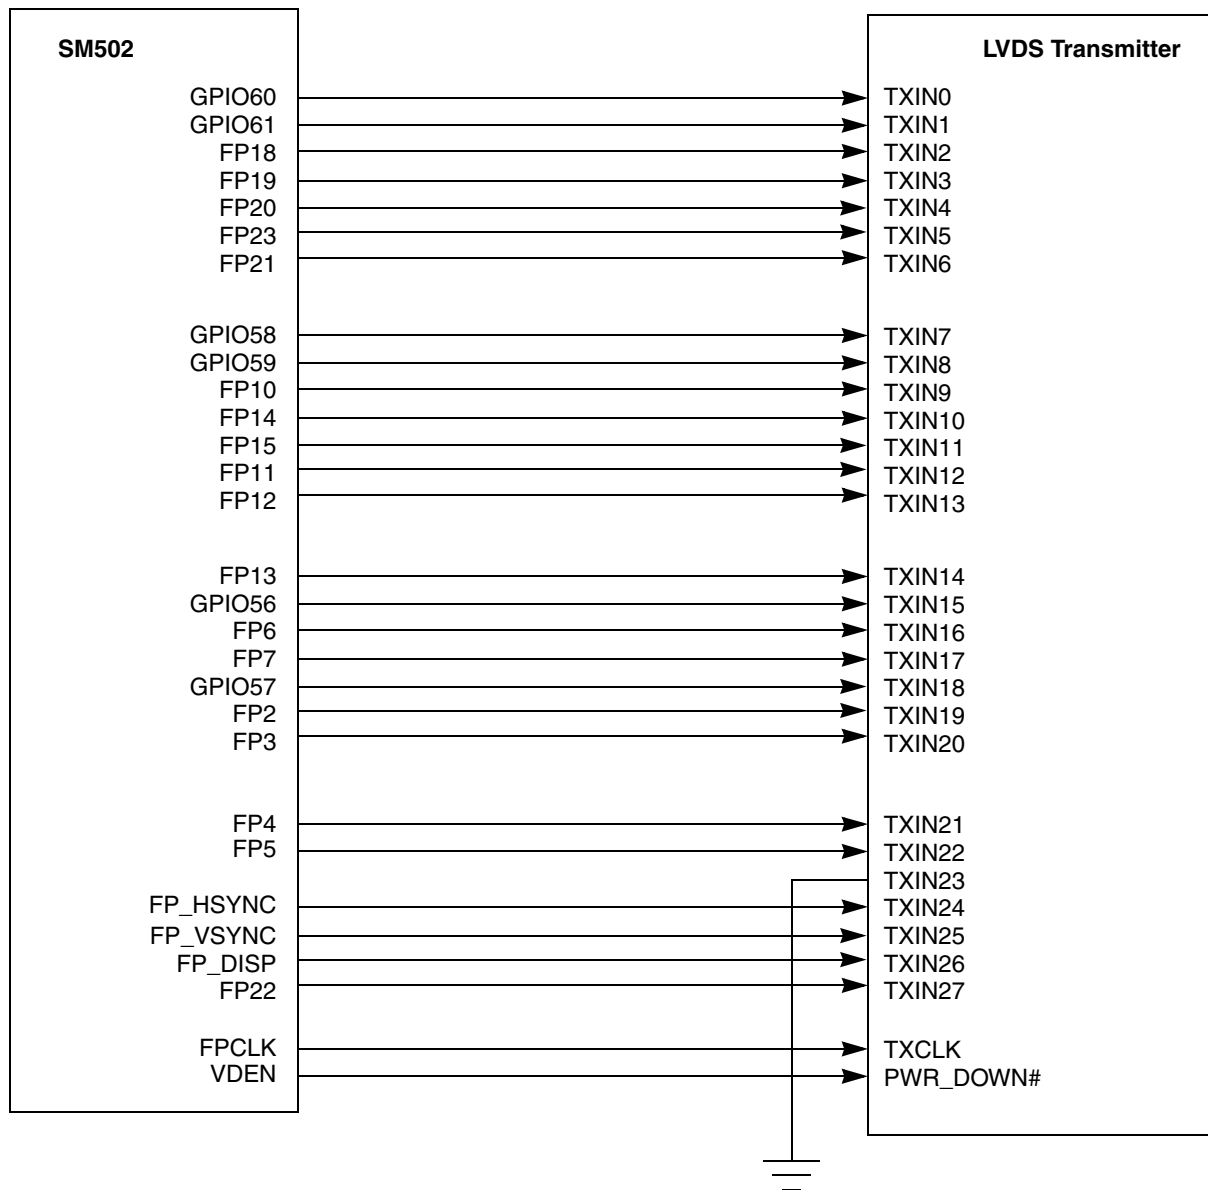 SM502 LVDS Transmitter
GPIO60 TXIN0
GPIO61 TXIN1
FP18 TXIN2
FP19 TXIN3
FP20 TXIN4
FP23 TXIN5
FP21 TXIN6
GPIO58 TXIN7
GPIO59 TXIN8
FP10 TXIN9
FP14 TXIN10
FP15 TXIN11
FP11 TXIN12
FP12 TXIN13
FP13 TXIN14
GPIO56 TXIN15
FP6 TXIN16
FP7 TXIN17
GPIO57 TXIN18
FP2 TXIN19
FP3 TXIN20
FP4 TXIN21
FP5 TXIN22
TXIN23
FP_HSYNC TXIN24
FP_VSYNC TXIN25
FP_DISP TXIN26
FP22 TXIN27
FPCLK TXCLK
VDEN PWR_DOWN#